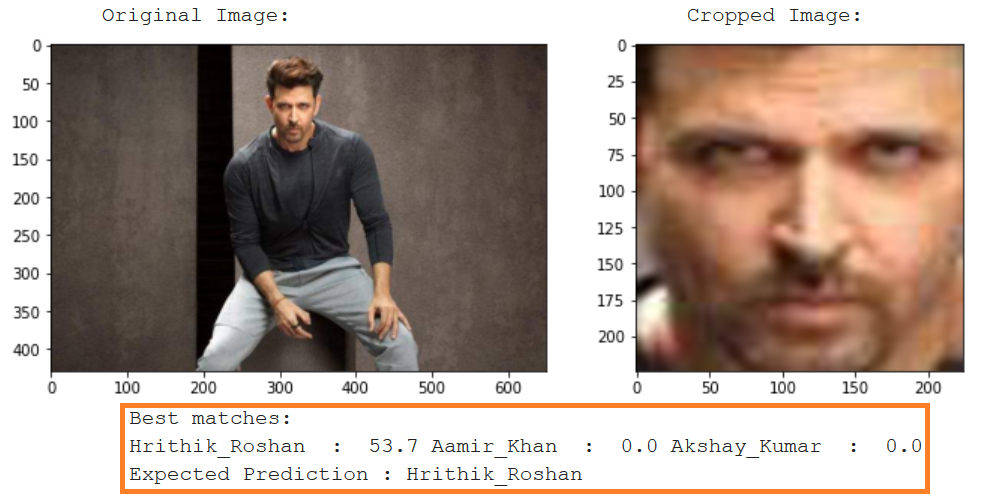 Original Image:
Cropped Image:
0
50
100
150
200
250
300
350
400
0 100 200 300 400 500 600
0
25
50
75
100
125
150
175
200
0 50 100 150 200
Best matches:
Hrithik_Roshan  :  53.7 Aamir_Khan  :  0.0 Akshay_Kumar  :  0.0
Expected Prediction : Hrithik_Roshan